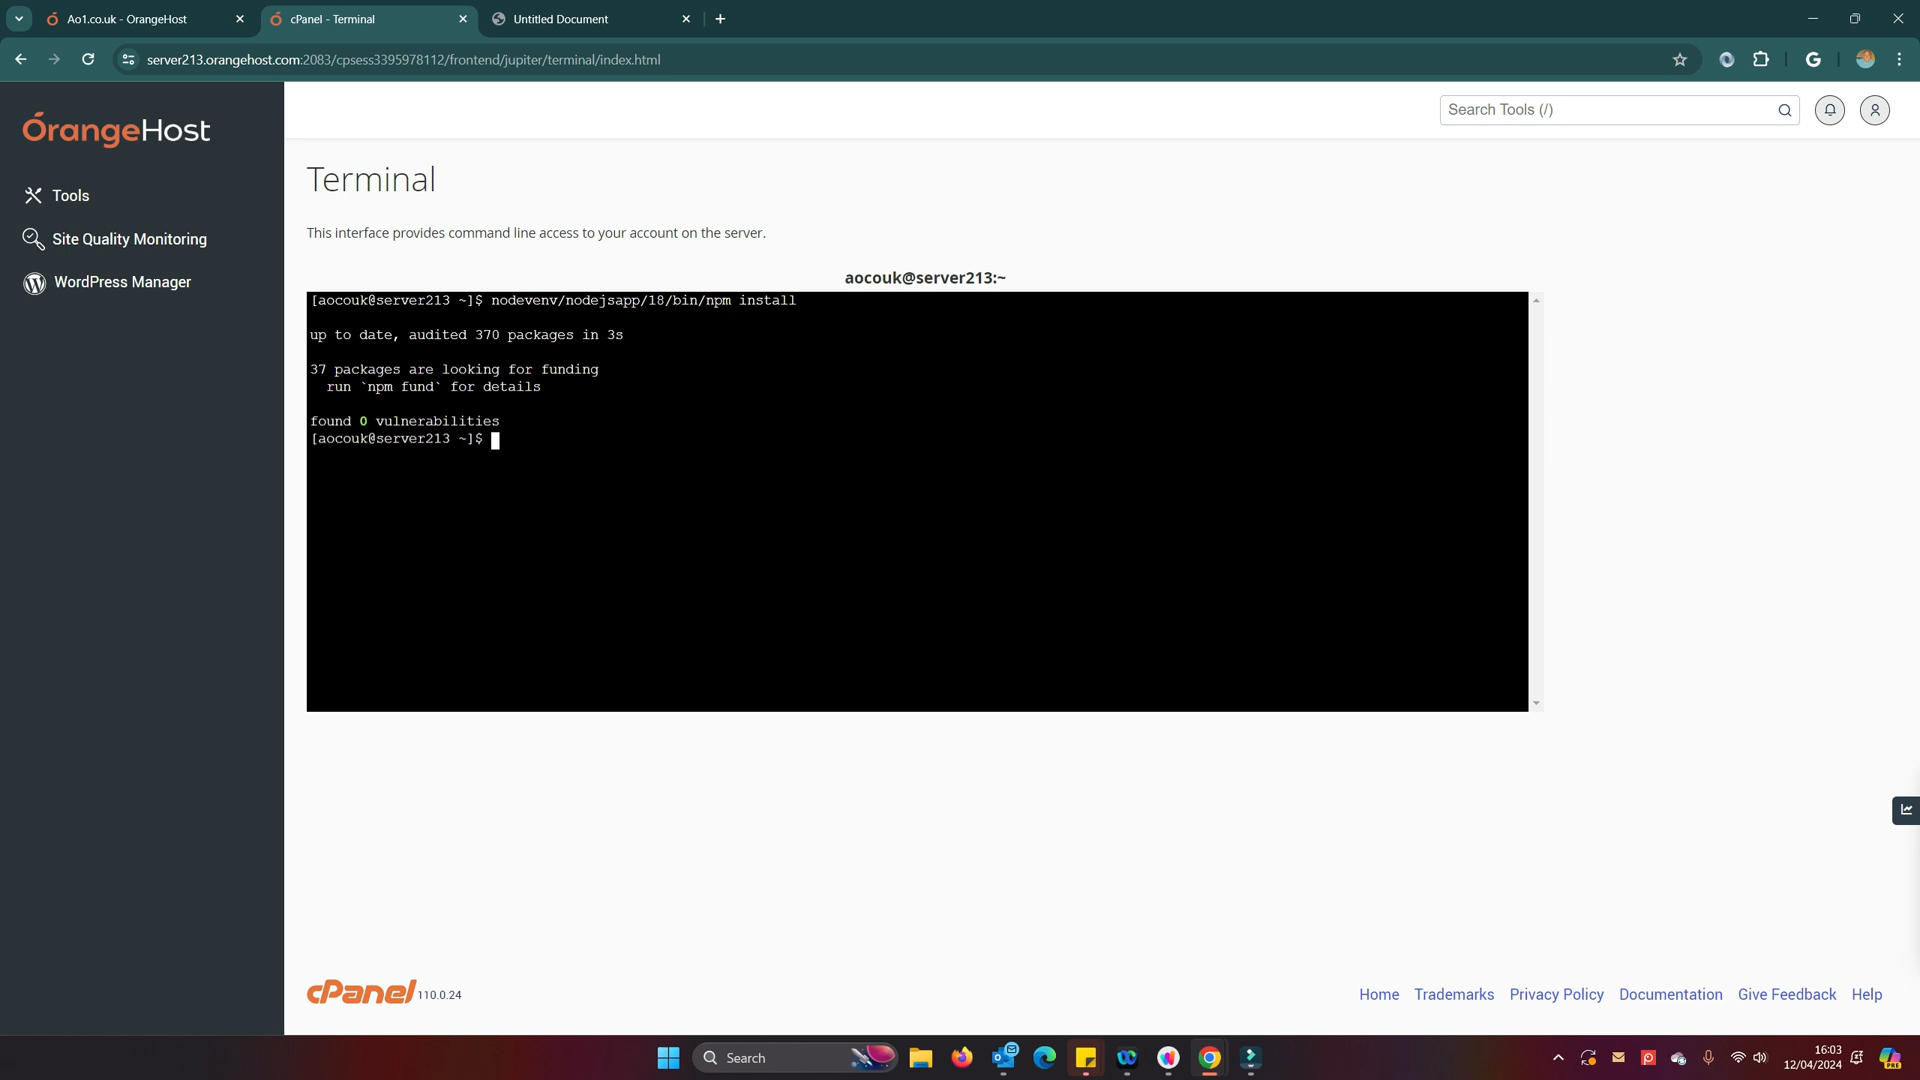 Ao1.co.uk - OrangeHost
cPanel - Terminal
Untitled Document
server213.orangehost.com:2083/cpsess3395978112/frontend/jupiter/terminal/index.html
OrangeHost
Search Tools (/)
Tools
Site Quality Monitoring
WordPress Manager
Terminal
This interface provides command line access to your account on the server.
aocouk@server213:~
[aocouk@server213 ~]$ nodevenv/nodejsapp/18/bin/npm install
up to date, audited 370 packages in 3s
37 packages are looking for funding
run `npm fund` for details
found 0 vulnerabilities
[aocouk@server213 ~]$
cPanel 110.0.24
Home Trademarks Privacy Policy Documentation Give Feedback Help
Search
16:03
12/04/2024